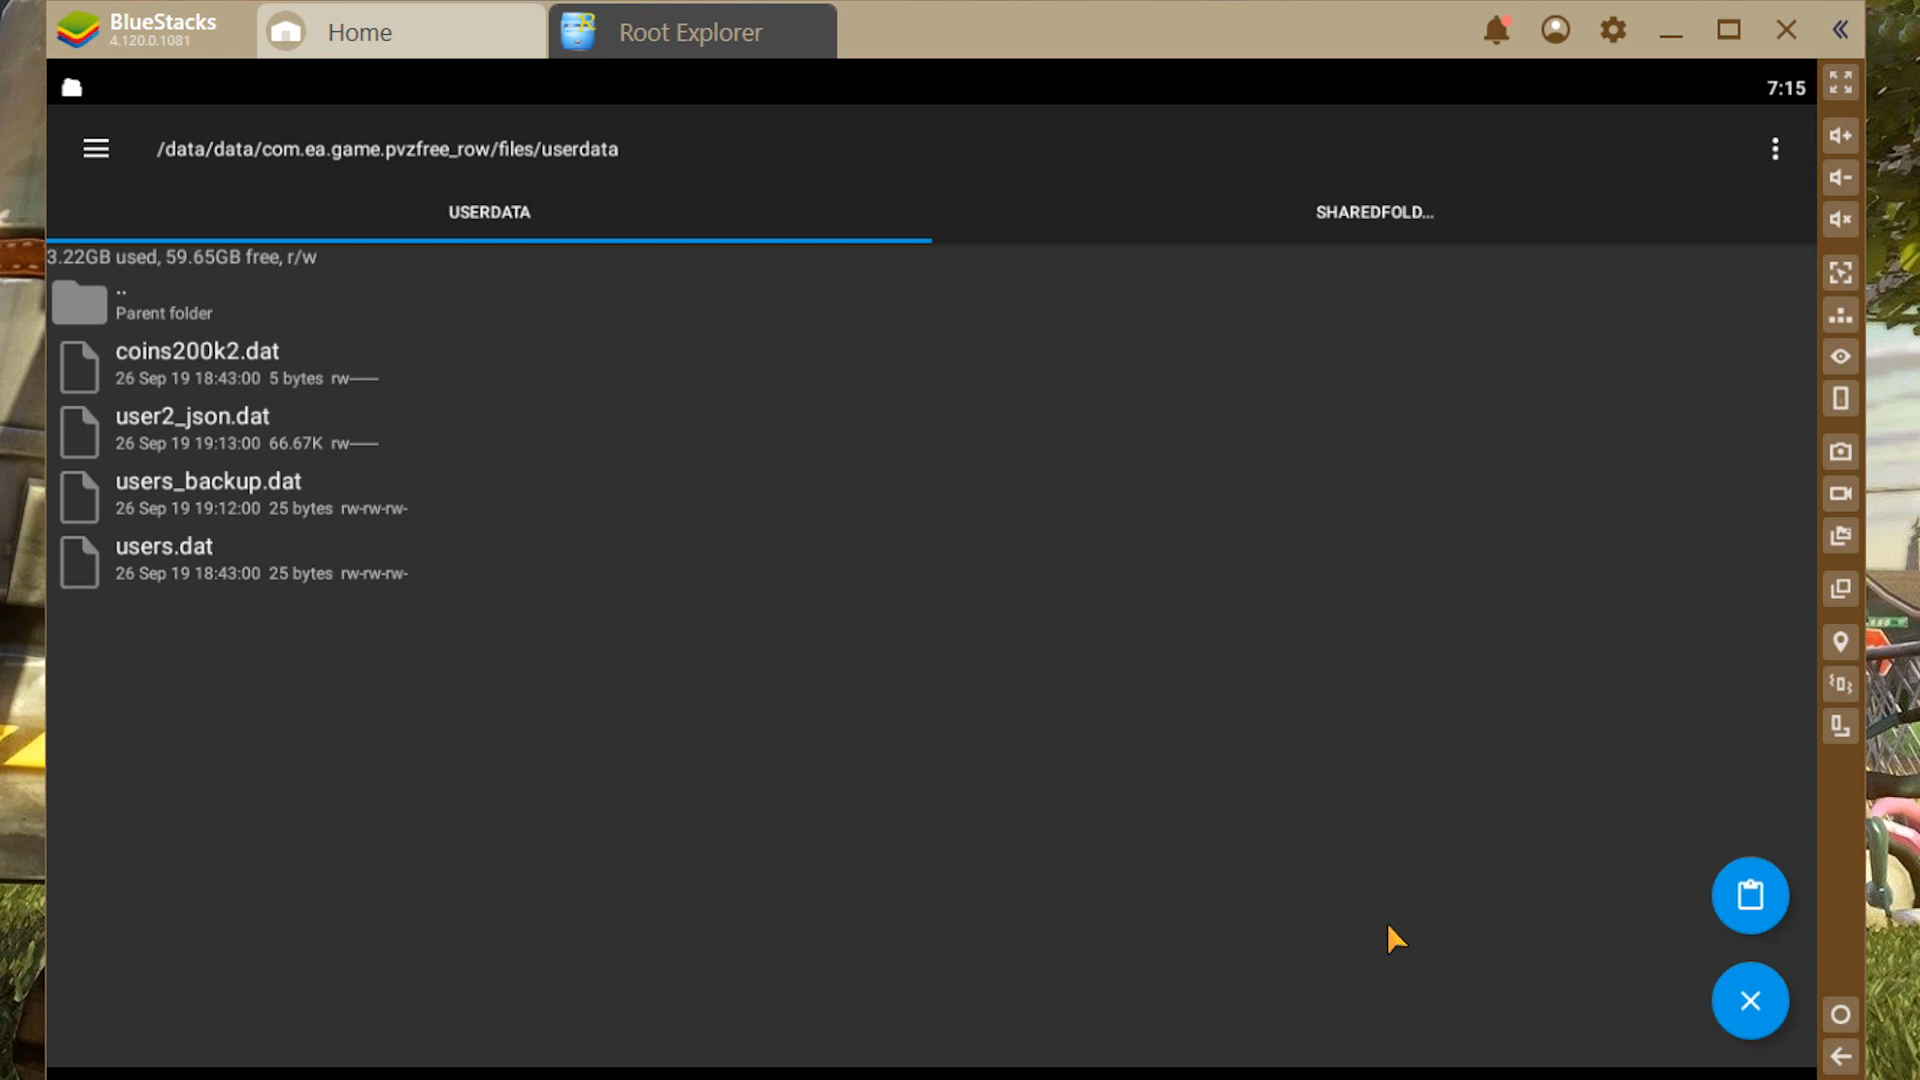 BlueStacks
4.120.0.1081
Home
Root Explorer
7:15
/data/data/com.ea.game.pvzfree_row/files/userdata
USERDATA
SHAREDFOLD...
3.22GB used, 59.65GB free, r/w
..
Parent folder
coins200k2.dat
26 Sep 19 18:43:00 5 bytes rw------
user2_json.dat
26 Sep 19 19:13:00 66.67K rw------
users_backup.dat
26 Sep 19 19:12:00 25 bytes rw-rw-rw-
users.dat
26 Sep 19 18:43:00 25 bytes rw-rw-rw-